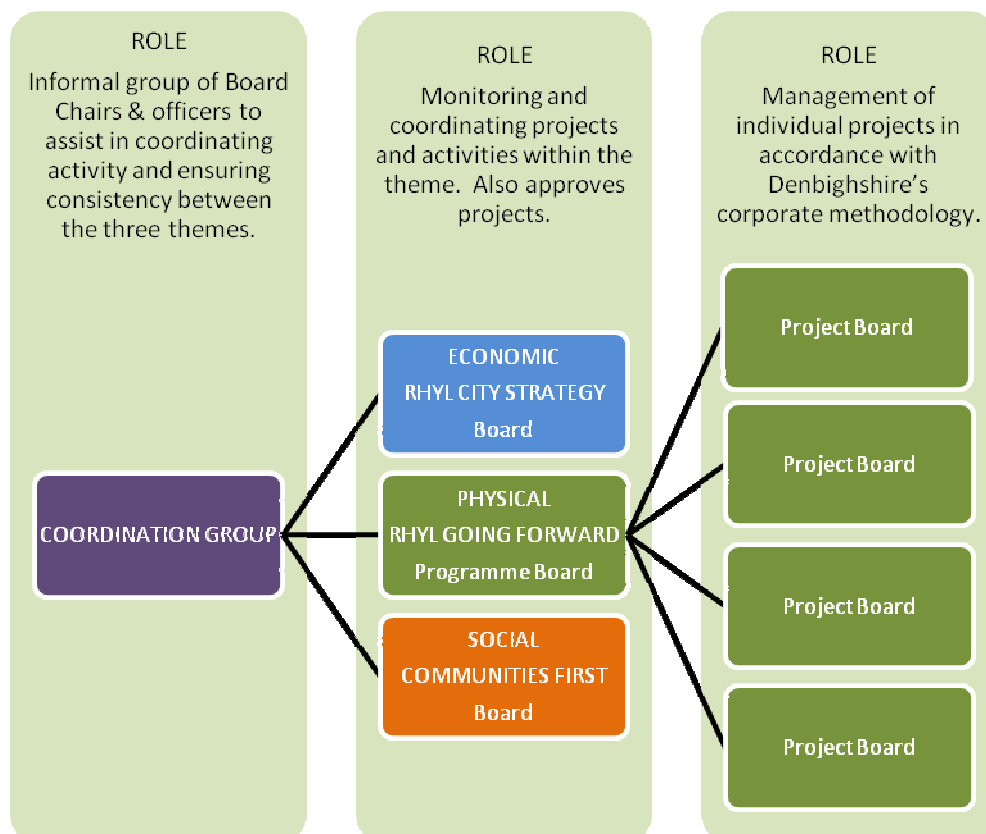 ROLE
Informal group of Board
Chairs & officers to
assist in coordinating
activity and ensuring
consistency between
the three themes.
COORDINATION GROUP
ROLE
Monitoring and
coordinating projects
and activities within the
theme.  Also approves
projects.
ECONOMIC
RHYL CITY STRATEGY
Board
PHYSICAL
RHYL GOING FORWARD
Programme Board
SOCIAL
COMMUNITIES FIRST
Board
ROLE
Management of
individual projects in
accordance with
Denbighshire’s
corporate methodology.
Project Board
Project Board
Project Board
Project Board